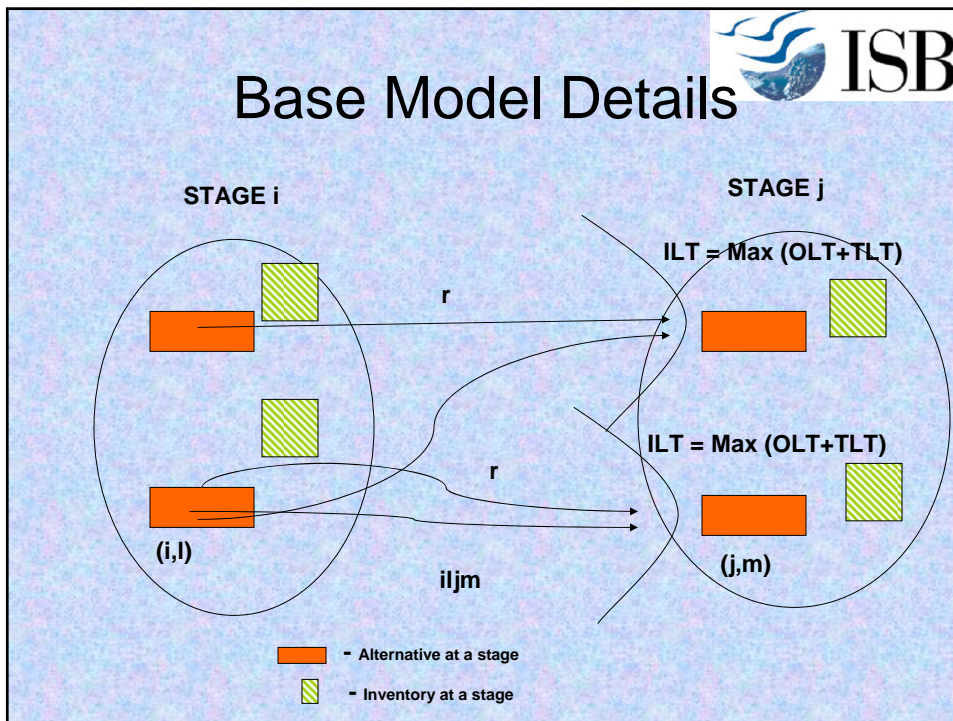 ISB
Base Model Details
STAGE i
STAGE j
ILT = Max (OLT+TLT)
r
ILT = Max (OLT+TLT)
r
(i,l)
(j,m)
iljm
- Alternative at a stage
- Inventory at a stage